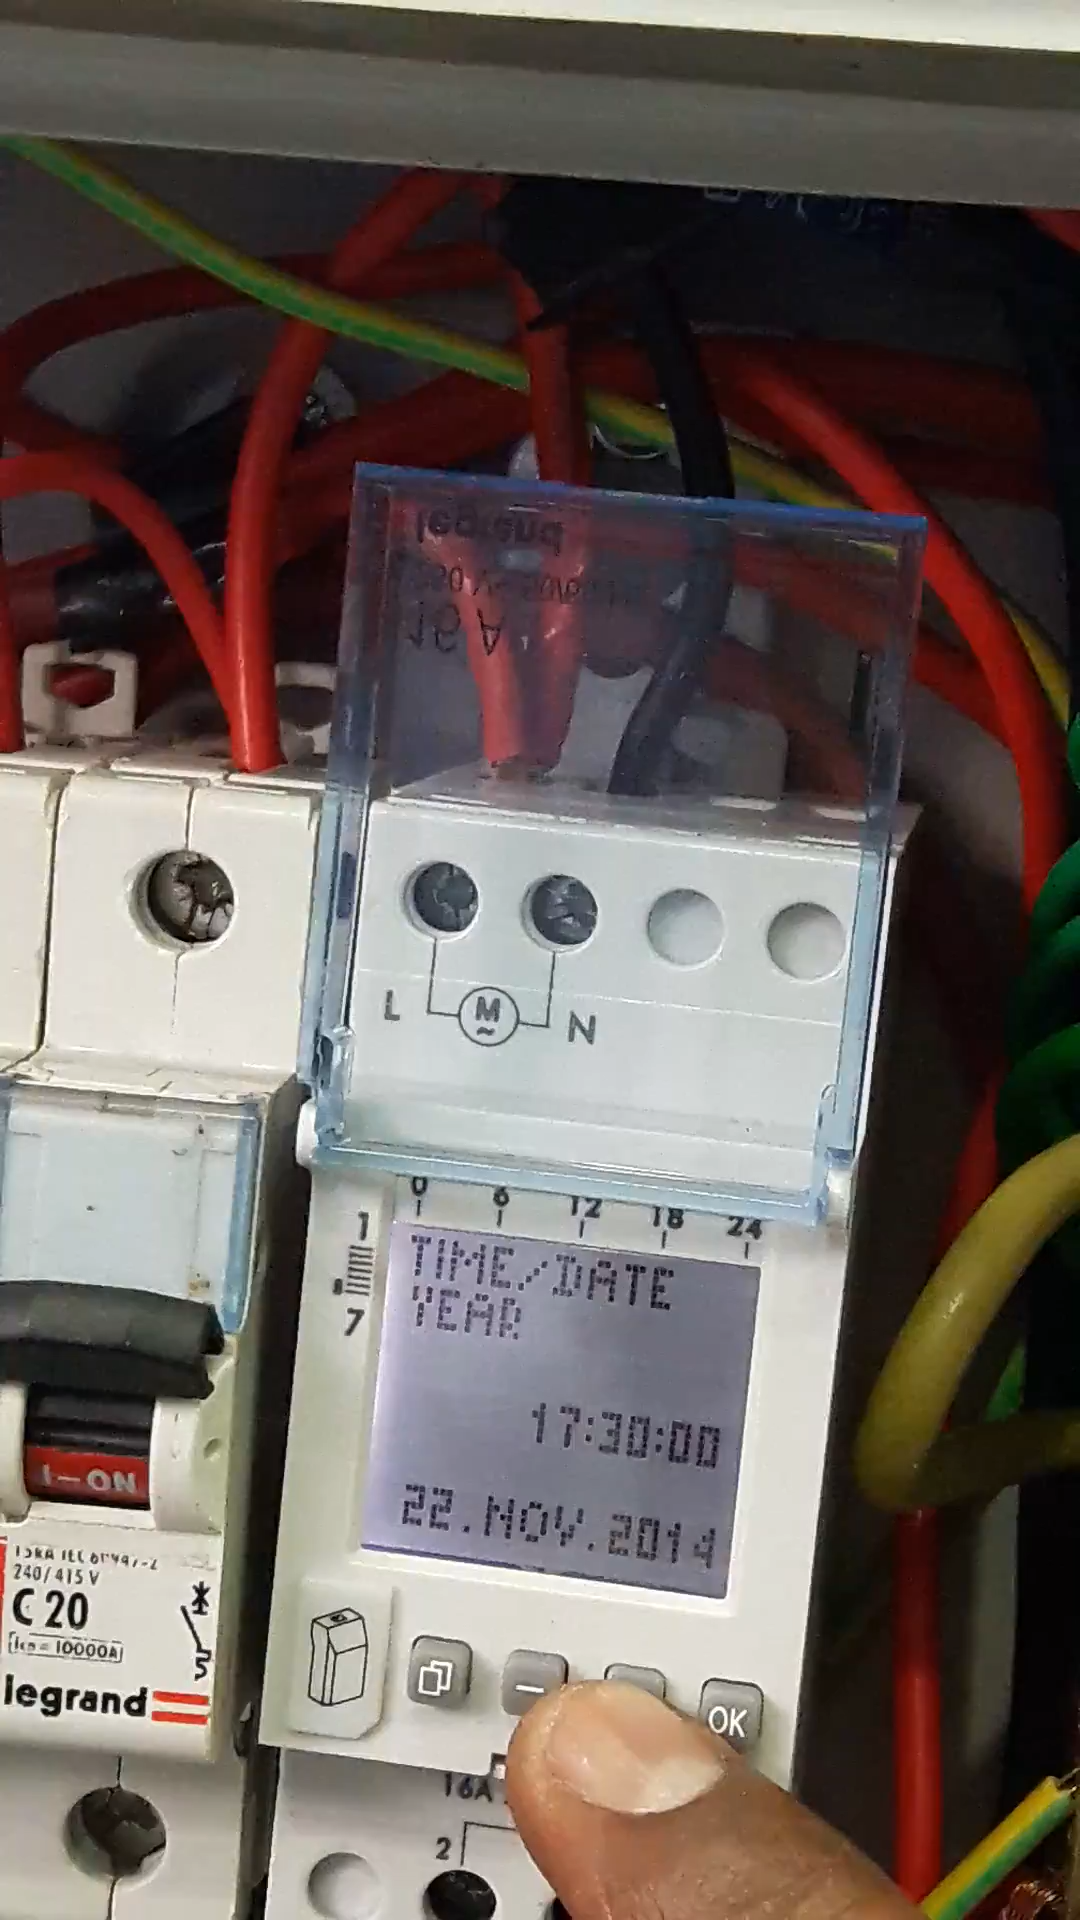 legrand
16 A
L M N
~
0 6 12 18 24
1
7
TIME/DATE
YEAR
17:30:00
22.NOV.2014
I-ON
240/415 V
C 20
Icn = 10000A
legrand
–
OK
16A
2